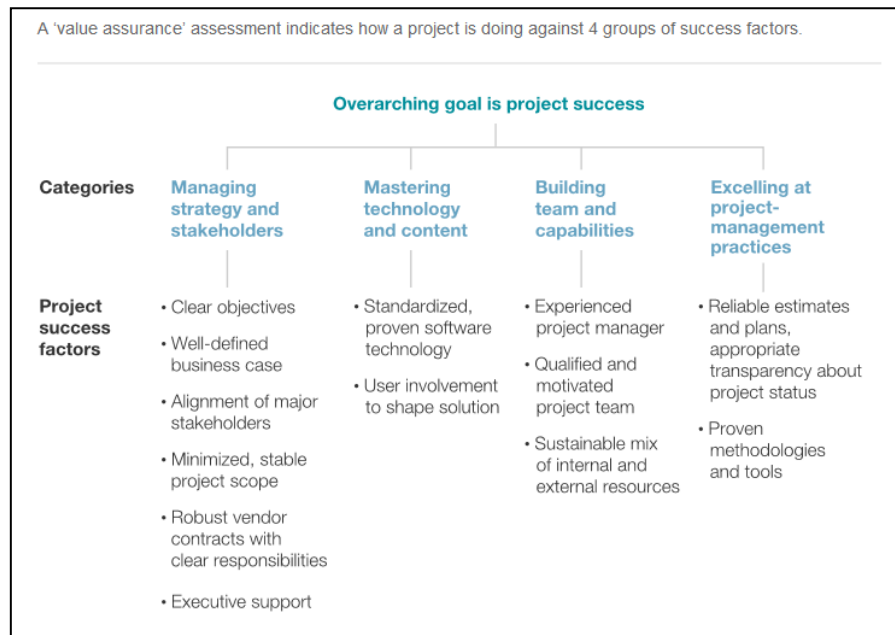 A 'value assurance' assessment indicates how a project is doing against 4 groups of success factors.
Overarching goal is project success
Categories
Managing
strategy and
stakeholders
Mastering
technology
and content
Building
team and
capabilities
Excelling at
project-
management
practices
Project
success
factors
• Clear objectives
• Well-defined
business case
• Alignment of major
stakeholders
• Minimized, stable
project scope
• Robust vendor
contracts with
clear responsibilities
• Executive support
• Standardized,
proven software
technology
• User involvement
to shape solution
• Experienced
project manager
• Qualified and
motivated
project team
• Sustainable mix
of internal and
external resources
• Reliable estimates
and plans,
appropriate
transparency about
project status
• Proven
methodologies
and tools